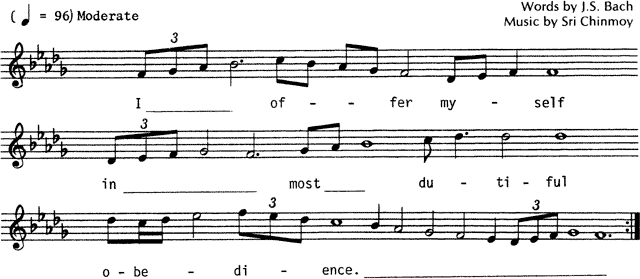 (♩ = 96) Moderate
Words by J.S. Bach
Music by Sri Chinmoy
3
I ________ of - - fer my - self
3
in ____________ most ____ du - ti - ful
3 3
o - be - di - ence. ______________________